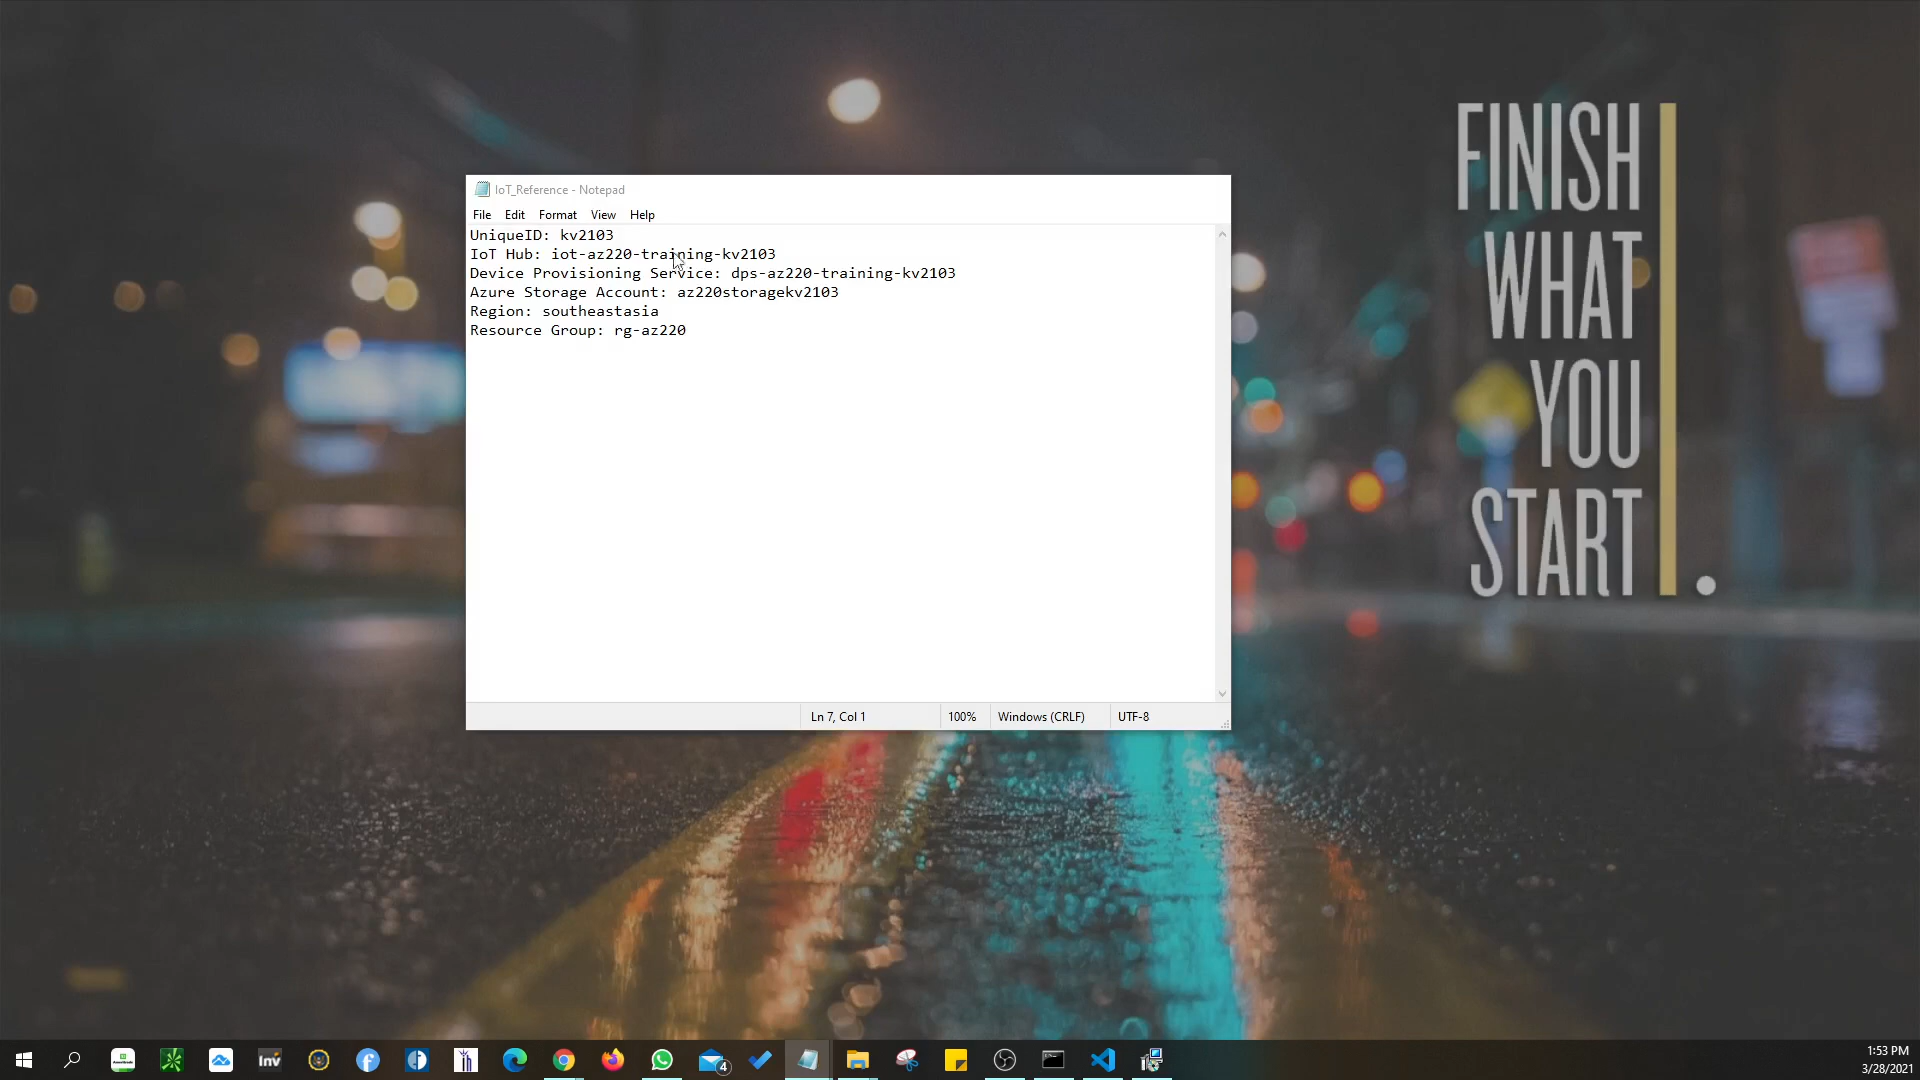 FINISH
WHAT
YOU
START.
IoT_Reference - Notepad
File Edit Format View Help
UniqueID: kv2103
IoT Hub: iot-az220-training-kv2103
Device Provisioning Service: dps-az220-training-kv2103
Azure Storage Account: az220storagekv2103
Region: southeastasia
Resource Group: rg-az220
Ln 7, Col 1 100% Windows (CRLF) UTF-8
Inv
4
1:53 PM
3/28/2021